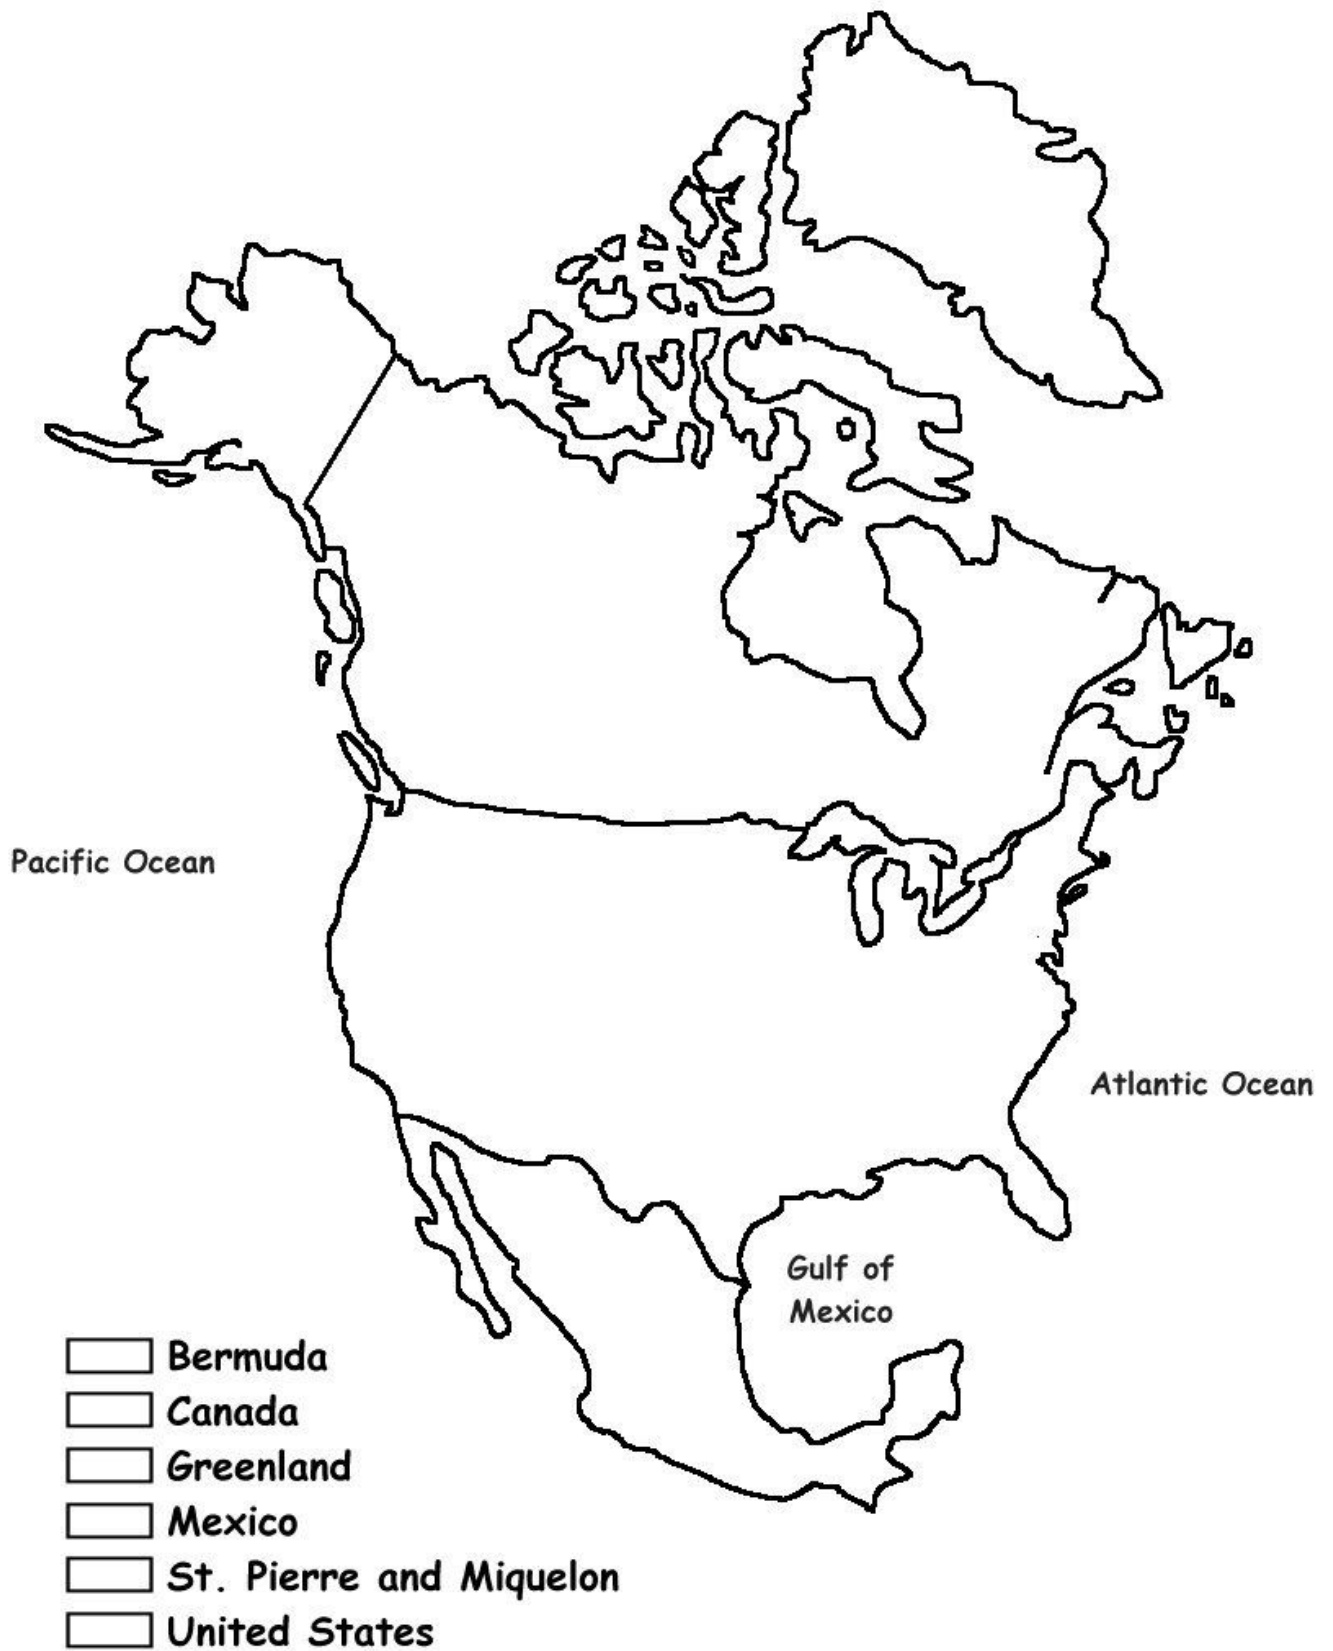 Pacific Ocean
Atlantic Ocean
Gulf of
Mexico
Bermuda
Canada
Greenland
Mexico
St. Pierre and Miquelon
United States